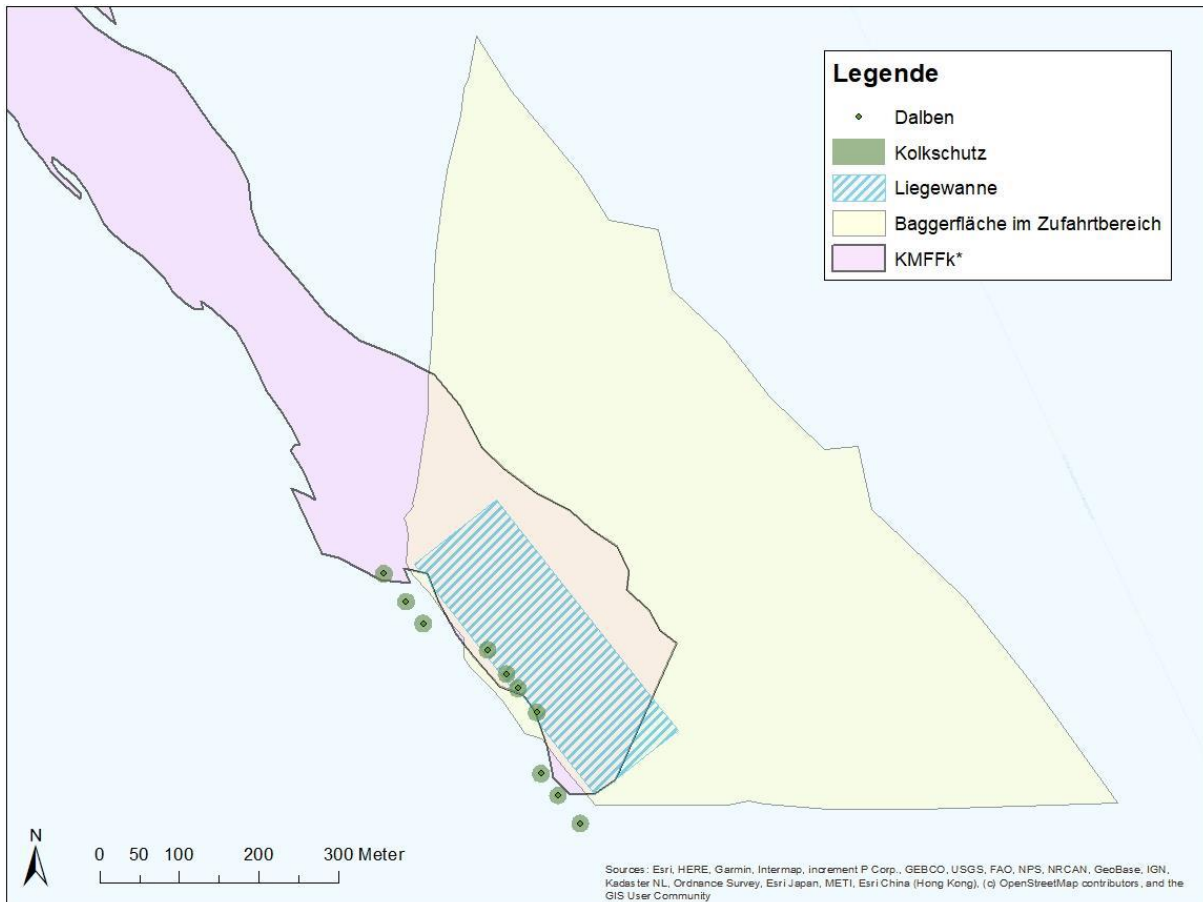 Legende
Dalben
Kolkschutz
Liegewanne
Baggerfläche im Zufahrtbereich
KMFFk*
N
0 50 100 200 300 Meter
Sources: Esri, HERE, Garmin, Intermap, increment P Corp., GEBCO, USGS, FAO, NPS, NRCAN, GeoBase, IGN,
Kadaster NL, Ordnance Survey, Esri Japan, METI, Esri China (Hong Kong), (c) OpenStreetMap contributors, and the
GIS User Community